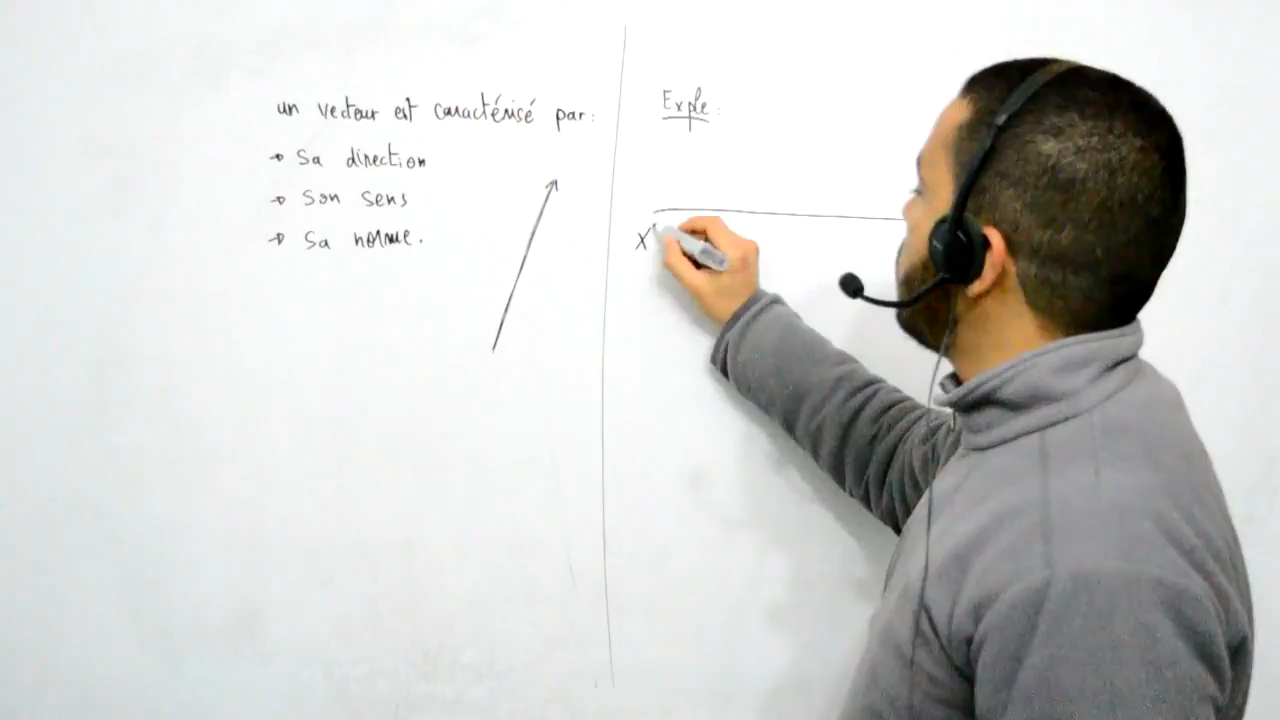 un vecteur est caractérisé par:
→ Sa direction
→ Son sens
→ Sa norme.
Exple:
X'